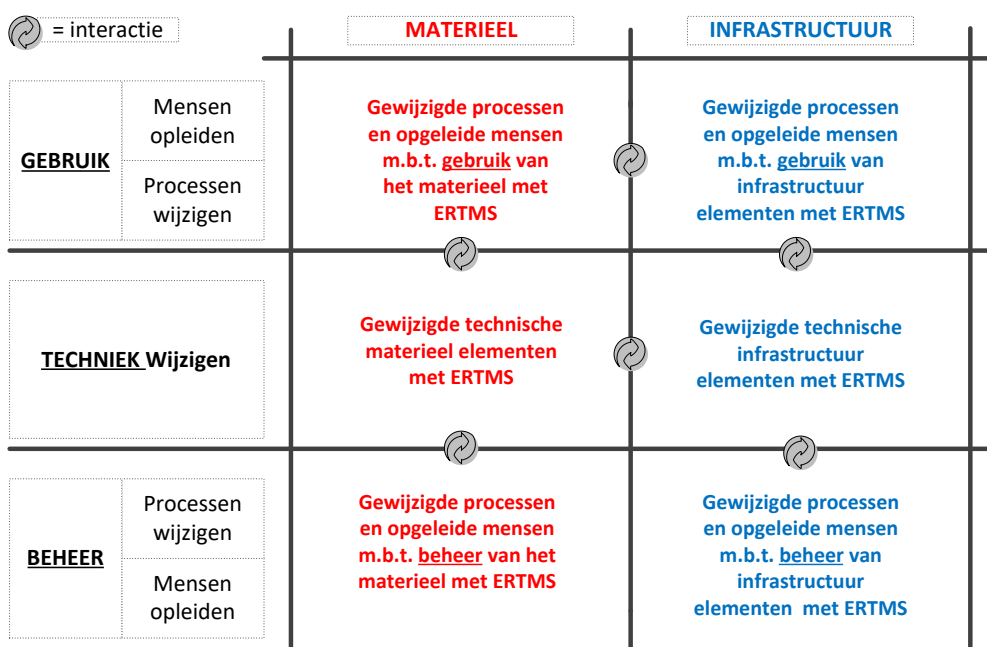 = interactie
MATERIEEL
INFRASTRUCTUUR
GEBRUIK
Mensen
opleiden
Processen
wijzigen
Gewijzigde processen
en opgeleide mensen
m.b.t. gebruik van
het materieel met
ERTMS
Gewijzigde processen
en opgeleide mensen
m.b.t. gebruik van
infrastructuur
elementen met ERTMS
TECHNIEK Wijzigen
Gewijzigde technische
materieel elementen
met ERTMS
Gewijzigde technische
infrastructuur
elementen met ERTMS
BEHEER
Processen
wijzigen
Mensen
opleiden
Gewijzigde processen
en opgeleide mensen
m.b.t. beheer van het
materieel met ERTMS
Gewijzigde processen
en opgeleide mensen
m.b.t. beheer van
infrastructuur
elementen  met ERTMS